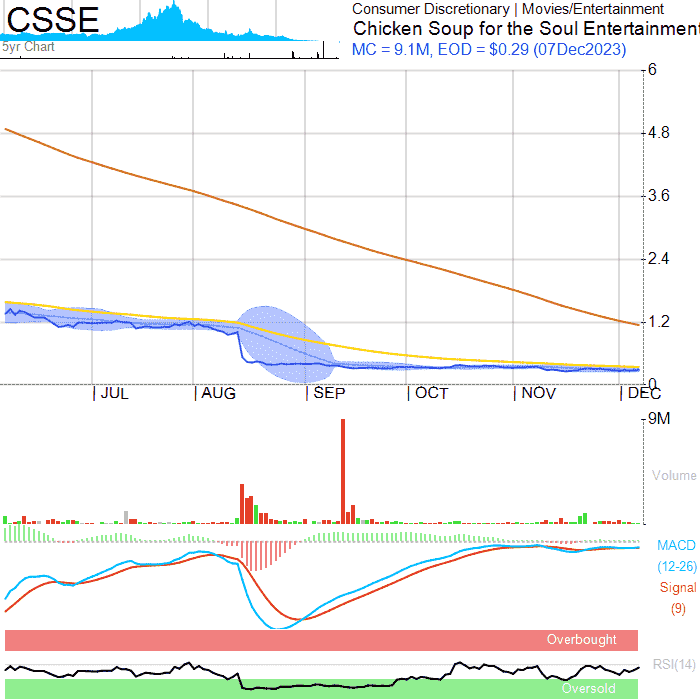 CSSE
5yr Chart
Consumer Discretionary | Movies/Entertainment
Chicken Soup for the Soul Entertainment
MC = 9.1M, EOD = $0.29 (07Dec2023)
6
4.8
3.6
2.4
1.2
0
| JUL | AUG | SEP | OCT | NOV | DEC
9M
Volume
MACD
(12-26)
Signal
(9)
Overbought
RSI(14)
Oversold